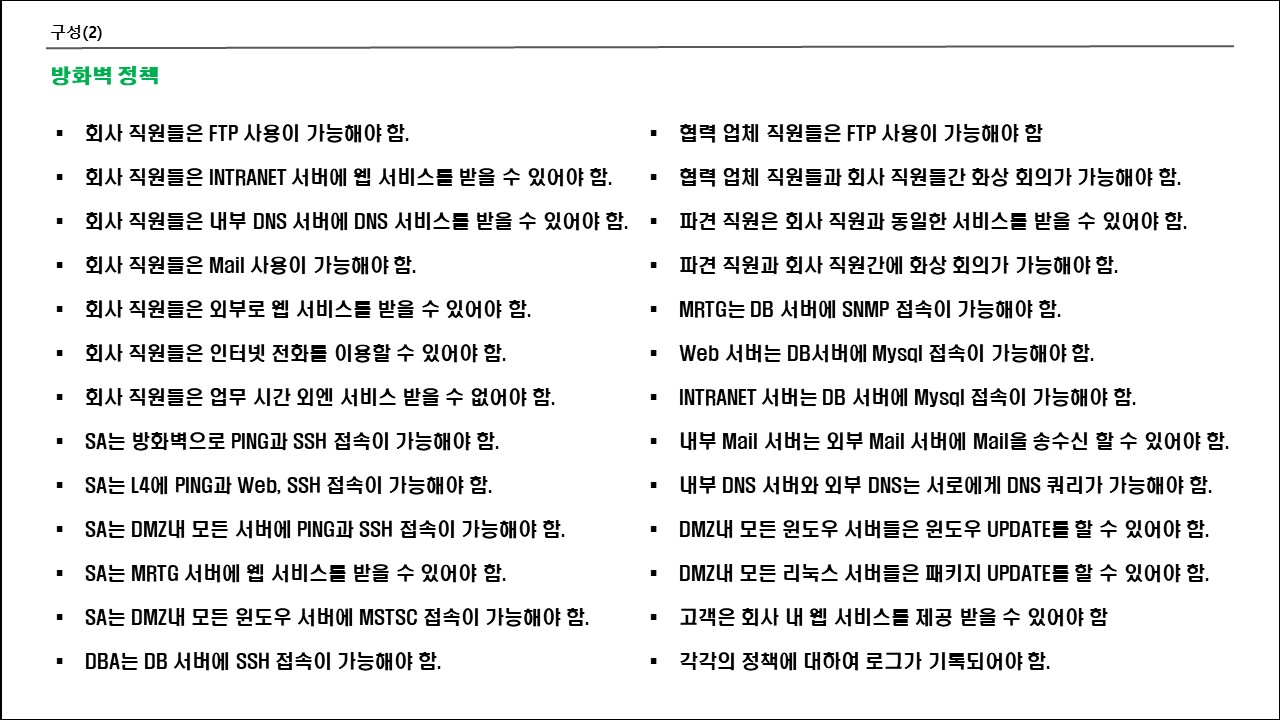 구성(2)
방화벽 정책
▪ 회사 직원들은 FTP 사용이 가능해야 함.
▪ 회사 직원들은 INTRANET 서버에 웹 서비스를 받을 수 있어야 함.
▪ 회사 직원들은 내부 DNS 서버에 DNS 서비스를 받을 수 있어야 함.
▪ 회사 직원들은 Mail 사용이 가능해야 함.
▪ 회사 직원들은 외부로 웹 서비스를 받을 수 있어야 함.
▪ 회사 직원들은 인터넷 전화를 이용할 수 있어야 함.
▪ 회사 직원들은 업무 시간 외엔 서비스 받을 수 없어야 함.
▪ SA는 방화벽으로 PING과 SSH 접속이 가능해야 함.
▪ SA는 L4에 PING과 Web, SSH 접속이 가능해야 함.
▪ SA는 DMZ내 모든 서버에 PING과 SSH 접속이 가능해야 함.
▪ SA는 MRTG 서버에 웹 서비스를 받을 수 있어야 함.
▪ SA는 DMZ내 모든 윈도우 서버에 MSTSC 접속이 가능해야 함.
▪ DBA는 DB 서버에 SSH 접속이 가능해야 함.
▪ 협력 업체 직원들은 FTP 사용이 가능해야 함
▪ 협력 업체 직원들과 회사 직원들간 화상 회의가 가능해야 함.
▪ 파견 직원은 회사 직원과 동일한 서비스를 받을 수 있어야 함.
▪ 파견 직원과 회사 직원간에 화상 회의가 가능해야 함.
▪ MRTG는 DB 서버에 SNMP 접속이 가능해야 함.
▪ Web 서버는 DB서버에 Mysql 접속이 가능해야 함.
▪ INTRANET 서버는 DB 서버에 Mysql 접속이 가능해야 함.
▪ 내부 Mail 서버는 외부 Mail 서버에 Mail을 송수신 할 수 있어야 함.
▪ 내부 DNS 서버와 외부 DNS는 서로에게 DNS 쿼리가 가능해야 함.
▪ DMZ내 모든 윈도우 서버들은 윈도우 UPDATE를 할 수 있어야 함.
▪ DMZ내 모든 리눅스 서버들은 패키지 UPDATE를 할 수 있어야 함.
▪ 고객은 회사 내 웹 서비스를 제공 받을 수 있어야 함
▪ 각각의 정책에 대하여 로그가 기록되어야 함.